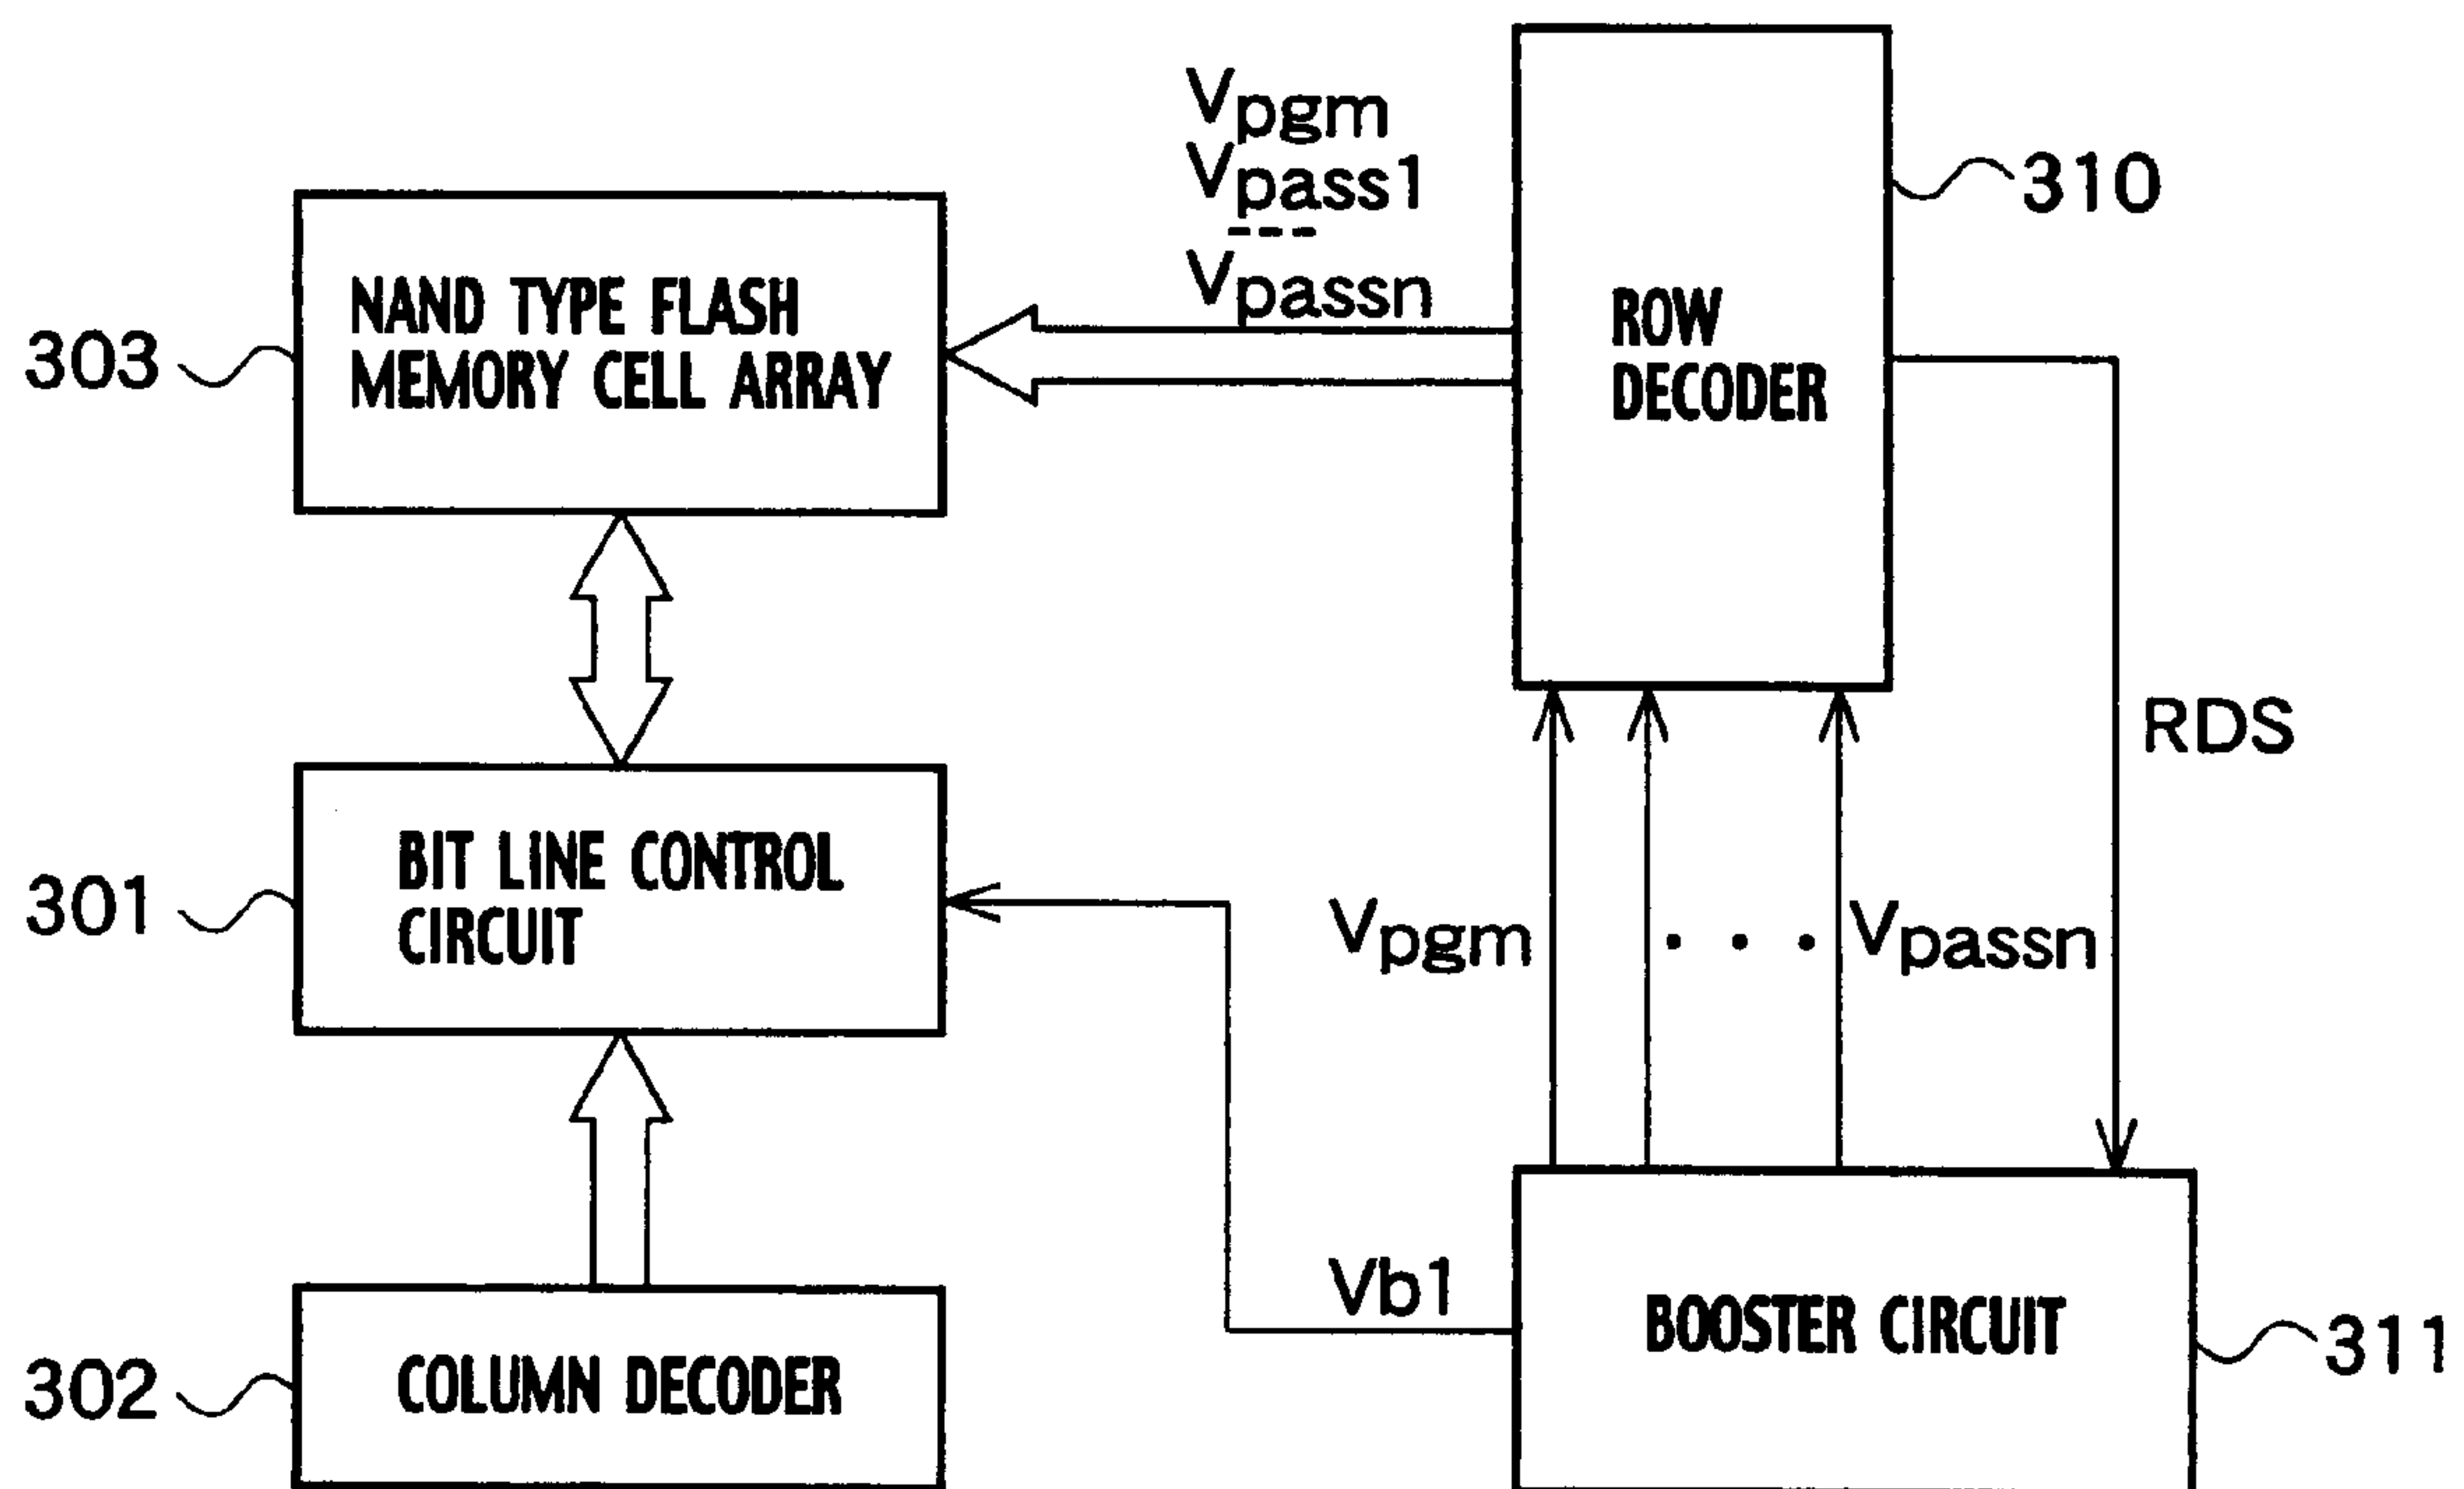 Vpgm
Vpass1
---
Vpassn
310
NAND TYPE FLASH
MEMORY CELL ARRAY
303
ROW
DECODER
RDS
BIT LINE CONTROL
CIRCUIT
301
Vpgm
• • •
Vpassn
Vb1
BOOSTER CIRCUIT
311
COLUMN DECODER
302